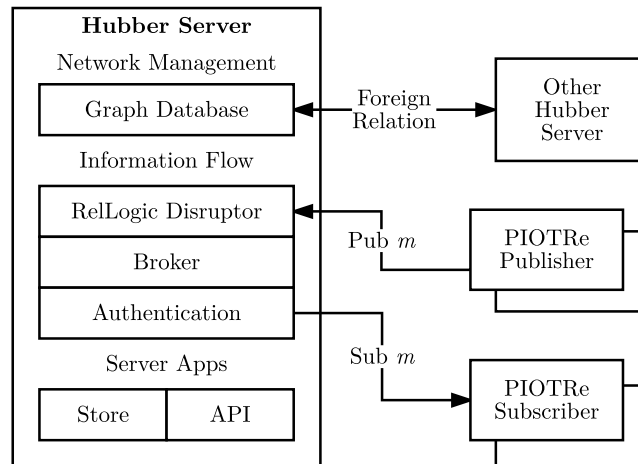 Hubber Server
Network Management
Graph Database
Foreign
Relation
Other
Hubber
Server
Information Flow
RelLogic Disruptor
Broker
Authentication
Pub m
PIOTRe
Publisher
Sub m
PIOTRe
Subscriber
Server Apps
Store
API